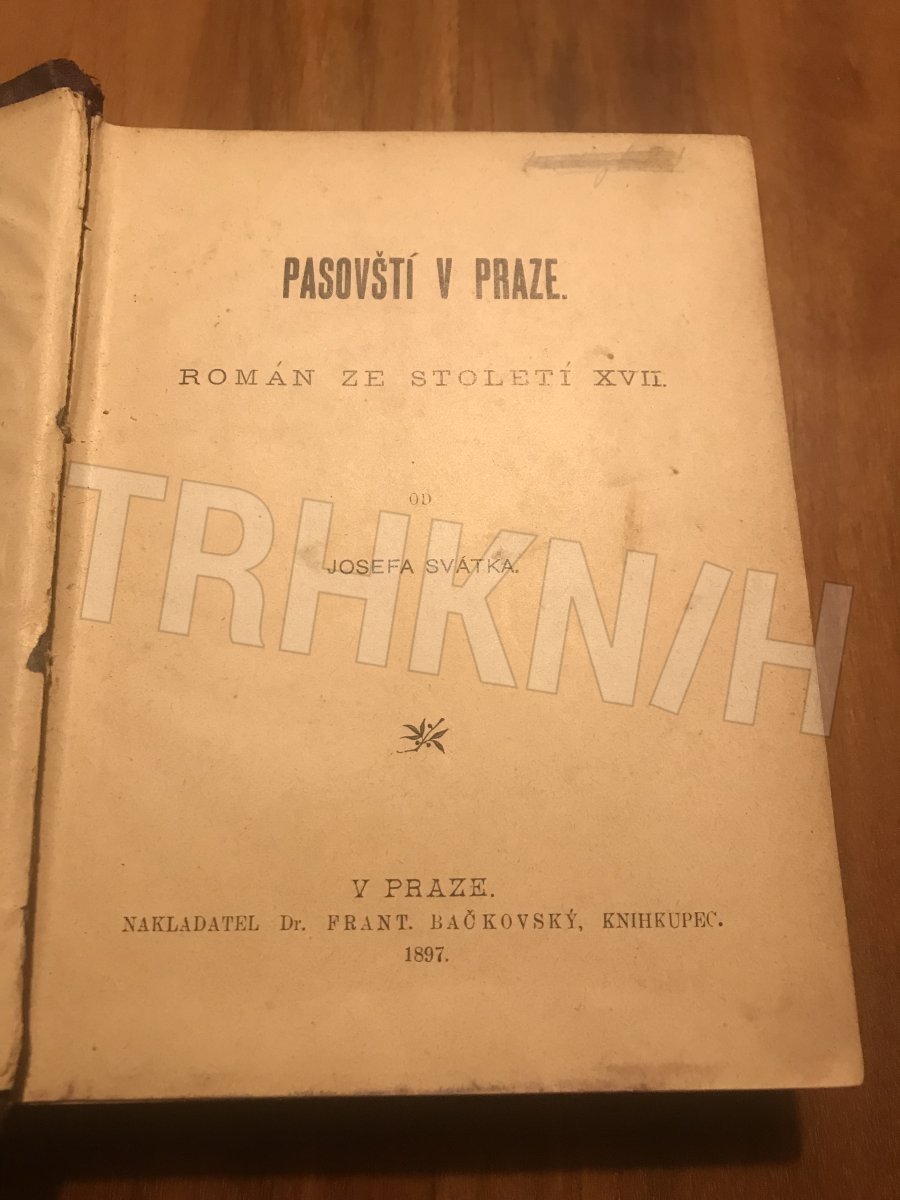 PASOVŠTÍ V PRAZE.
ROMÁN ZE STOLETÍ XVII.
OD
JOSEFA SVÁTKA.
TRHKNIH
V PRAZE.
NAKLADATEL Dr. FRANT. BAČKOVSKÝ, KNIHKUPEC.
1897.